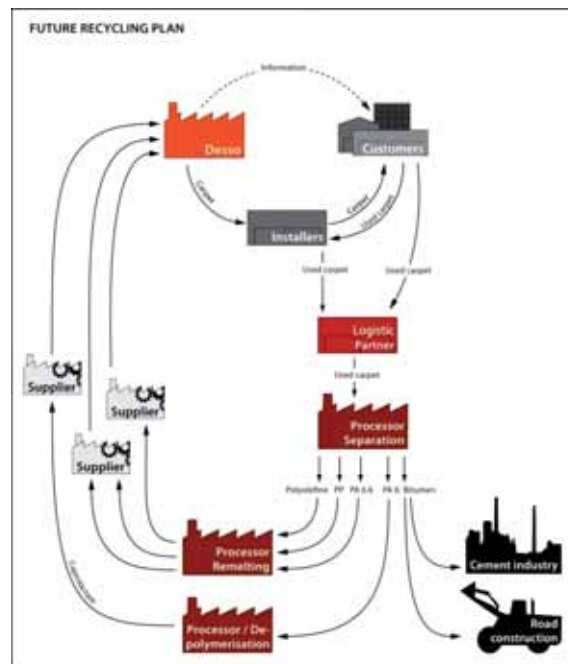 FUTURE RECYCLING PLAN
Information
Desso
Customers
Carpet
Carpet
Used carpet
Installers
Used carpet
Used carpet
Logistic
Partner
Used carpet
Supplier
Supplier
Supplier
Processor
Separation
Polyolefine PP PA 6.6 PA 6 Bitumen
Processor
Remelting
Cement industry
Caprolactam
Processor / De-
polymerisation
Road
construction